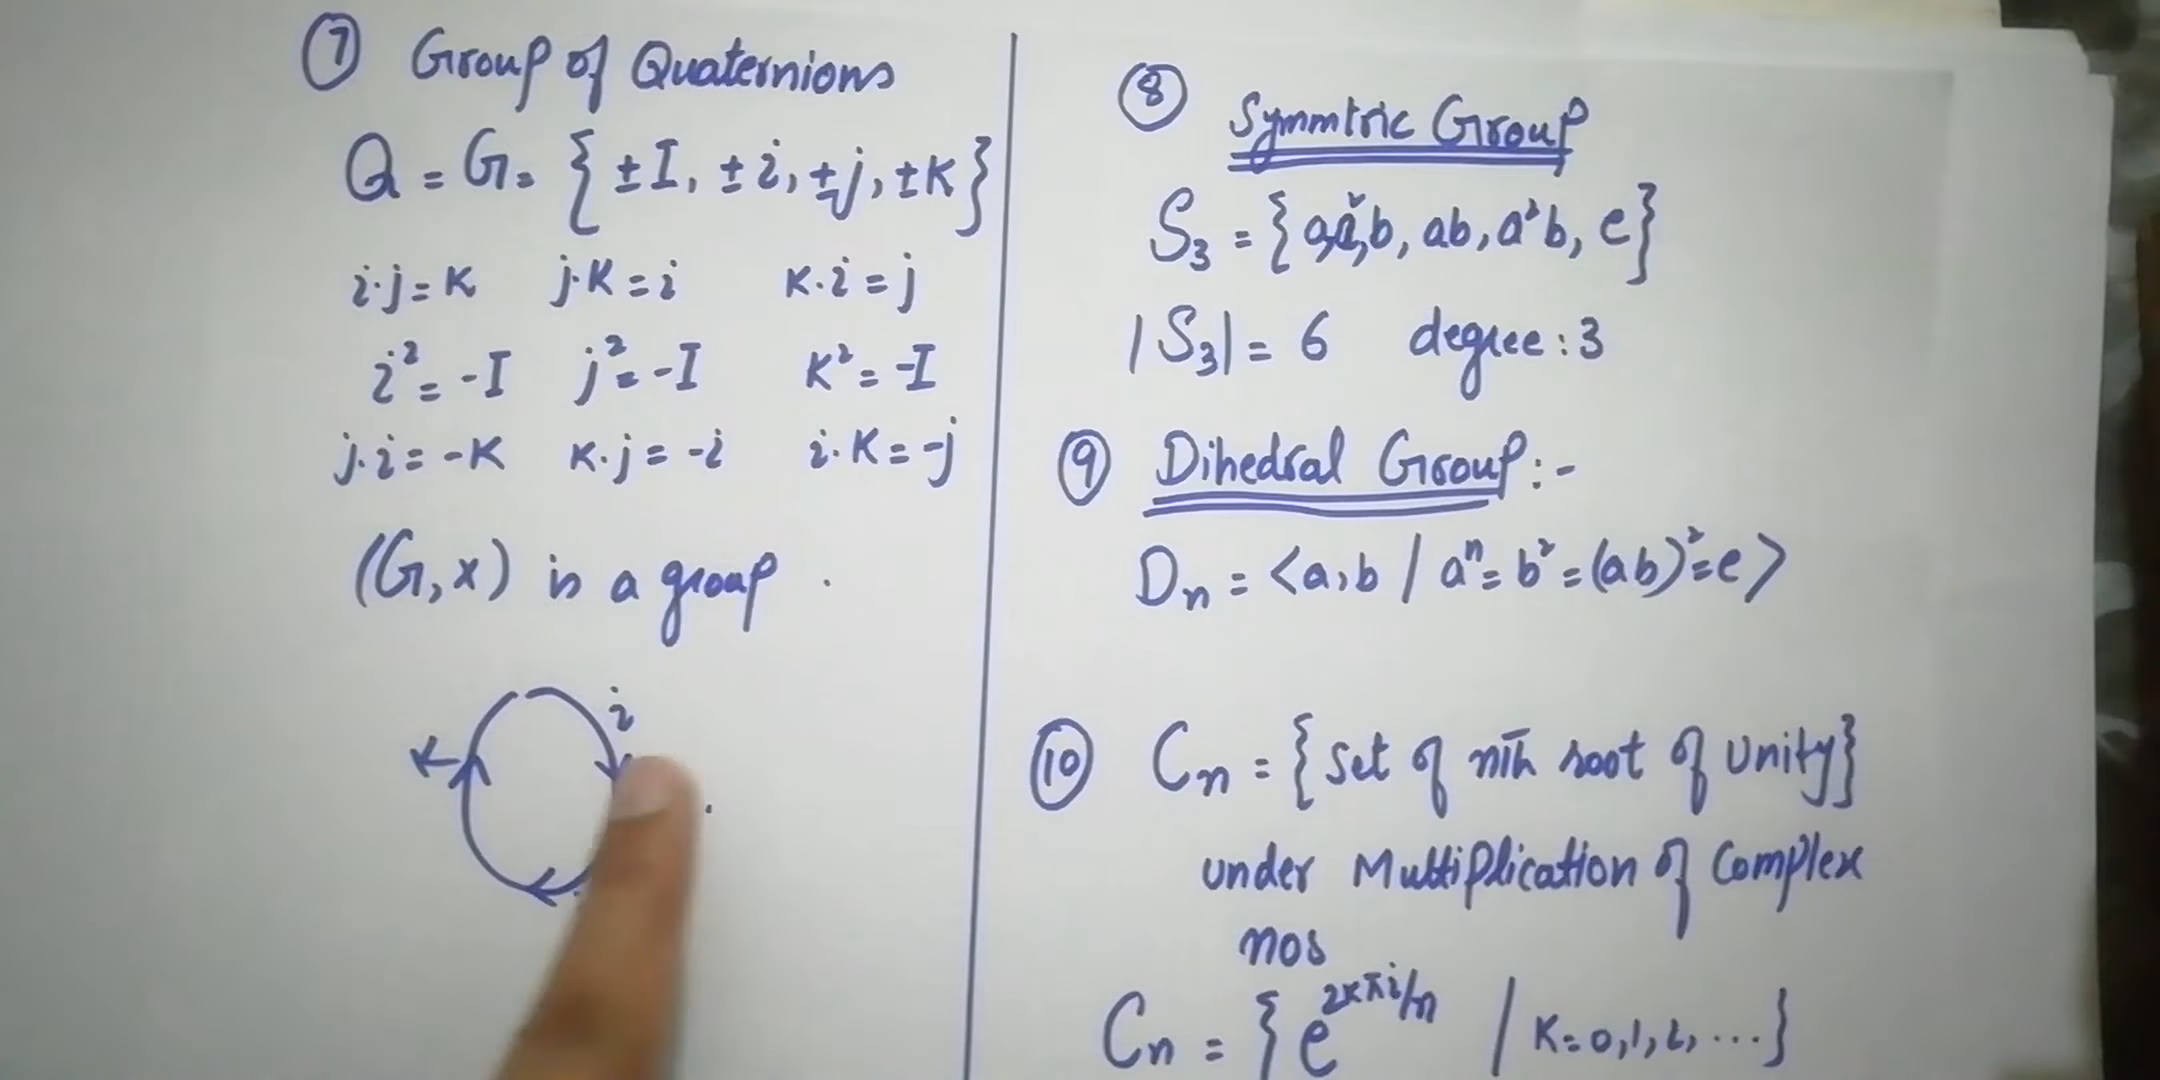 ⑦ Group of Quaternions
Q = G = { ±I, ±i, ±j, ±K }
i·j = K j·K = i K·i = j
i² = -I j² = -I K² = -I
j·i = -K K·j = -i i·K = -j
(G, x) is a group .
i
K
⑧ Symmtric Group
S₃ = { a, a², b, ab, a²b, e }
|S₃| = 6 degree : 3
⑨ Dihedral Group :-
Dn = <a, b / aⁿ = b² = (ab)² = e >
⑩ Cn = { Set of nth root of Unity }
under Multiplication of Complex
nos
Cn = { e^2Kπi/n / K = 0, 1, 2, ... }